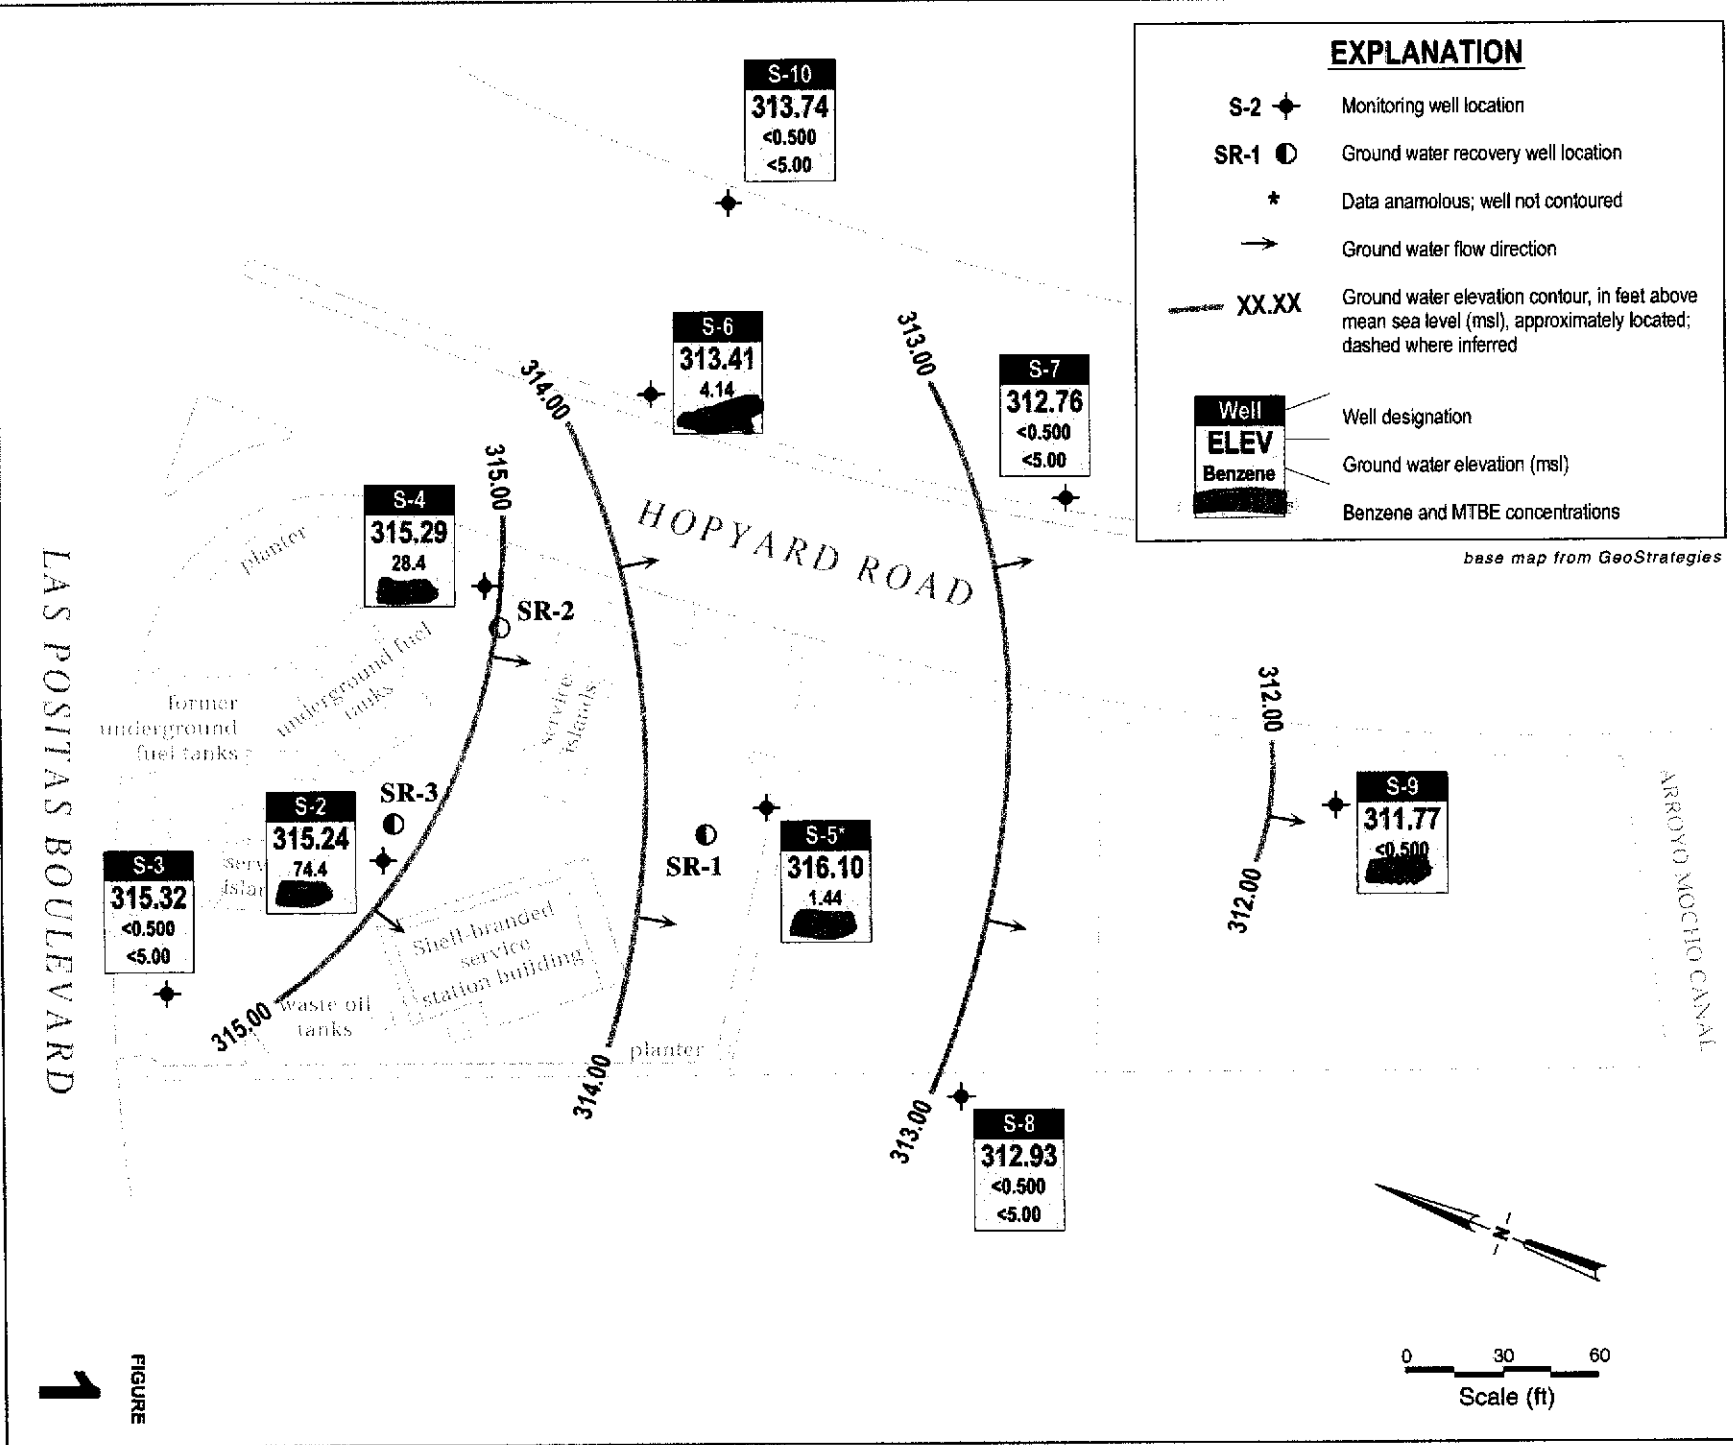 EXPLANATION
S-2 Monitoring well location
SR-1 Ground water recovery well location
* Data anamolous; well not contoured
Ground water flow direction
XX.XX Ground water elevation contour, in feet above
mean sea level (msl), approximately located;
dashed where inferred
Well
ELEV
Benzene
Well designation
Ground water elevation (msl)
Benzene and MTBE concentrations
base map from GeoStrategies
S-10
313.74
<0.500
<5.00
S-6
313.41
4.14
S-7
312.76
<0.500
<5.00
313.00
314.00
315.00
S-4
315.29
28.4
HOPYARD ROAD
planter
SR-2
underground fuel
tanks
former
underground
fuel tanks
service
islands
312.00
SR-3
S-2
315.24
74.4
S-3
315.32
<0.500
<5.00
SR-1
S-5*
316.10
1.44
S-9
311.77
<0.500
312.00
Shell-branded
service
station building
waste oil
tanks
315.00
314.00
planter
313.00
S-8
312.93
<0.500
<5.00
LAS POSITAS BOULEVARD
ARROYO MOCHO CANAL
N
0 30 60
Scale (ft)
FIGURE
1